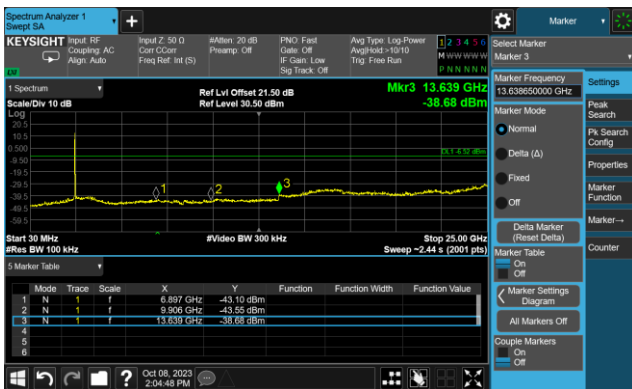 Spectrum Analyzer 1
Swept SA
Marker
KEYSIGHT Input: RF
Coupling: AC
Align: Auto
Input Z: 50 Ω
Corr CCorr
Freq Ref: Int (S)
#Atten: 20 dB
Preamp: Off
PNO: Fast
Gate: Off
IF Gain: Low
Sig Track: Off
Avg Type: Log-Power
Avg|Hold:>10/10
Trig: Free Run
1 2 3 4 5 6
M W W W W W
P N N N N N
Select Marker
Marker 3
1 Spectrum
Scale/Div 10 dB
Log
Ref Lvl Offset 21.50 dB
Ref Level 30.50 dBm
Mkr3 13.639 GHz
-38.68 dBm
20.5
10.5
0.500
-9.50
-19.5
-29.5
-39.5
-49.5
-59.5
DL1 -6.52 dBm
1
2
3
Start 30 MHz
#Res BW 100 kHz
#Video BW 300 kHz
Stop 25.00 GHz
Sweep ~2.44 s (2001 pts)
5 Marker Table
Mode Trace Scale X Y Function Function Width Function Value
1 N 1 f 6.897 GHz -43.10 dBm
2 N 1 f 9.906 GHz -43.55 dBm
3 N 1 f 13.639 GHz -38.68 dBm
4
5
6
Marker Frequency
13.638650000 GHz
Marker Mode
Normal
Delta (Δ)
Fixed
Off
Delta Marker
(Reset Delta)
Marker Table
On
Off
Marker Settings
Diagram
All Markers Off
Couple Markers
On
Off
Settings
Peak
Search
Pk Search
Config
Properties
Marker
Function
Marker→
Counter
?
Oct 08, 2023
2:04:48 PM